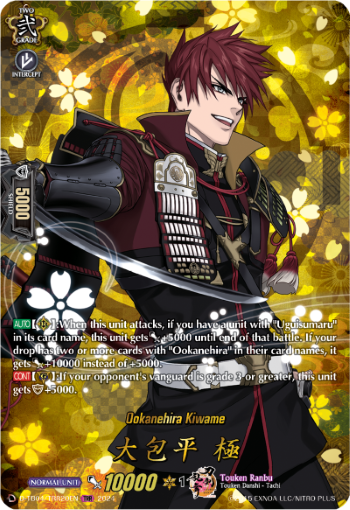 TWO
弐
GRADE
INTERCEPT
5000
SHIELD
AUTO [(R)]:When this unit attacks, if you have a unit with "Uguisumaru"
in its card name, this unit gets +5000 until end of that battle. If your
drop has two or more cards with "Ookanehira" in their card names, it
gets +10000 instead of +5000.
CONT [(G)]:If your opponent's vanguard is grade 3 or greater, this unit
gets +5000.
Ookanehira Kiwame
大包平 極
NORMAL UNIT 10000 1 Touken Ranbu
Touken Danshi - Tachi
EXNOA LLC/NITRO PLUS